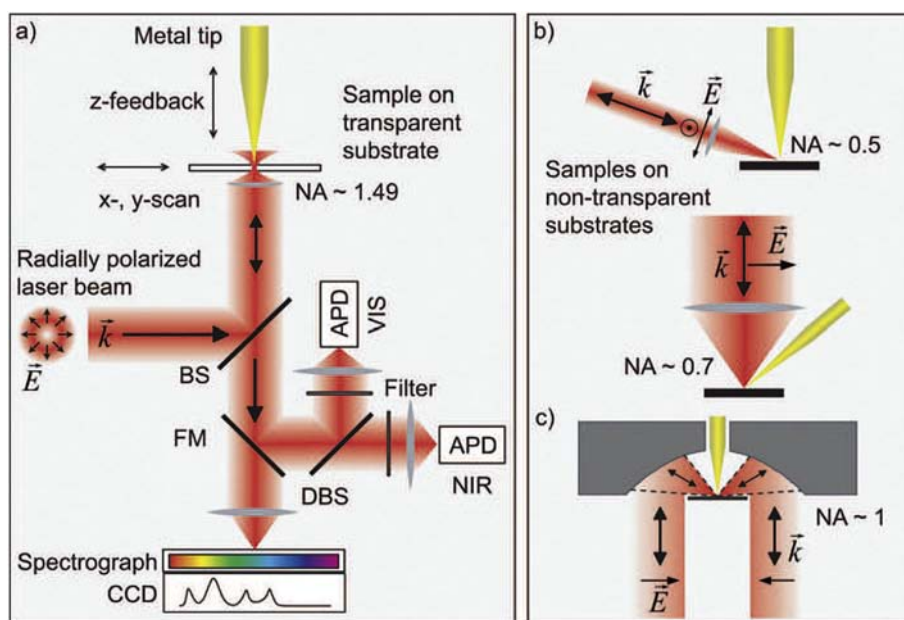 a)
Metal tip
z-feedback
Sample on
transparent
substrate
x-, y-scan
NA ~ 1.49
Radially polarized
laser beam
k⃗
E⃗
BS
APD
VIS
Filter
FM
APD
NIR
DBS
Spectrograph
CCD
b)
k⃗
E⃗
NA ~ 0.5
Samples on
non-transparent
substrates
k⃗
E⃗
NA ~ 0.7
c)
NA ~ 1
k⃗
E⃗